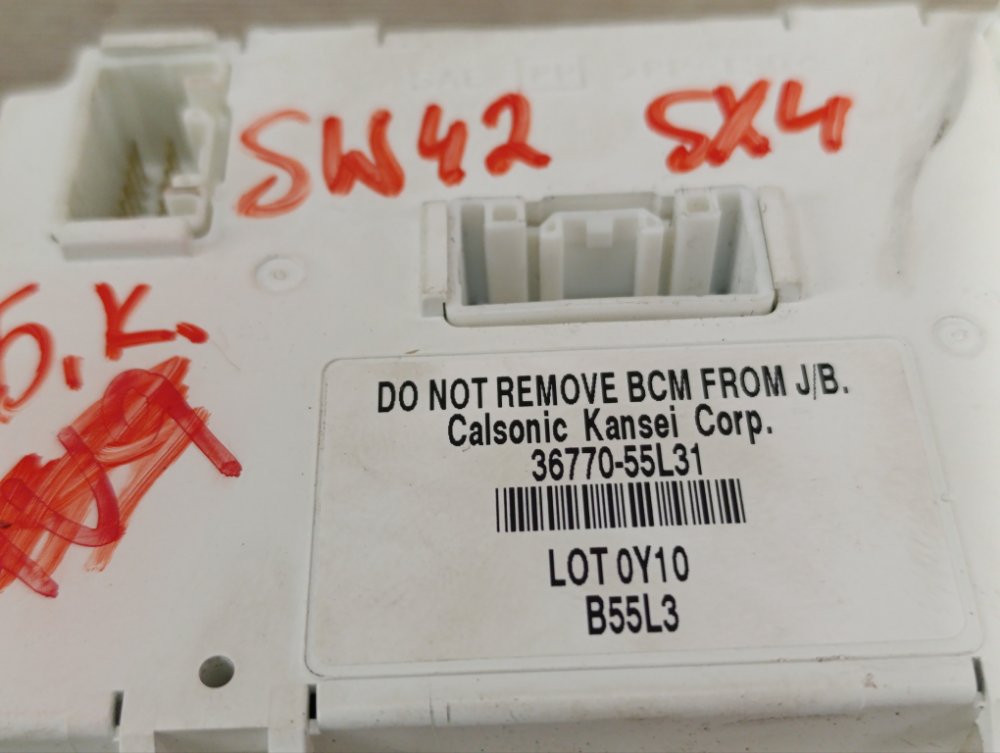 SW42 SX4
Б.К.
DO NOT REMOVE BCM FROM J/B.
Calsonic Kansei Corp.
36770-55L31
LOT 0Y10
B55L3